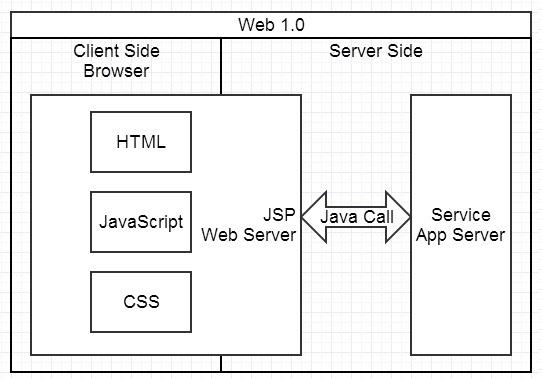 Web 1.0
Client Side
Browser
Server Side
HTML
JavaScript
CSS
JSP
Web Server
Java Call
Service
App Server